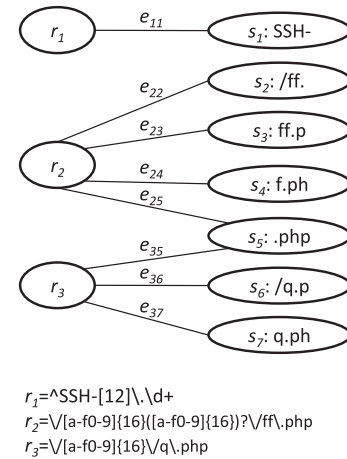 r1 e11 s1: SSH-
e22 s2: /ff.
e23 s3: ff.p
r2 e24 s4: f.ph
e25 s5: .php
e35
r3 e36 s6: /q.p
e37 s7: q.ph
r1=^SSH-[12]\.\d+
r2=\/[a-f0-9]{16}([a-f0-9]{16})?\/ff\.php
r3=\/[a-f0-9]{16}\/q\.php